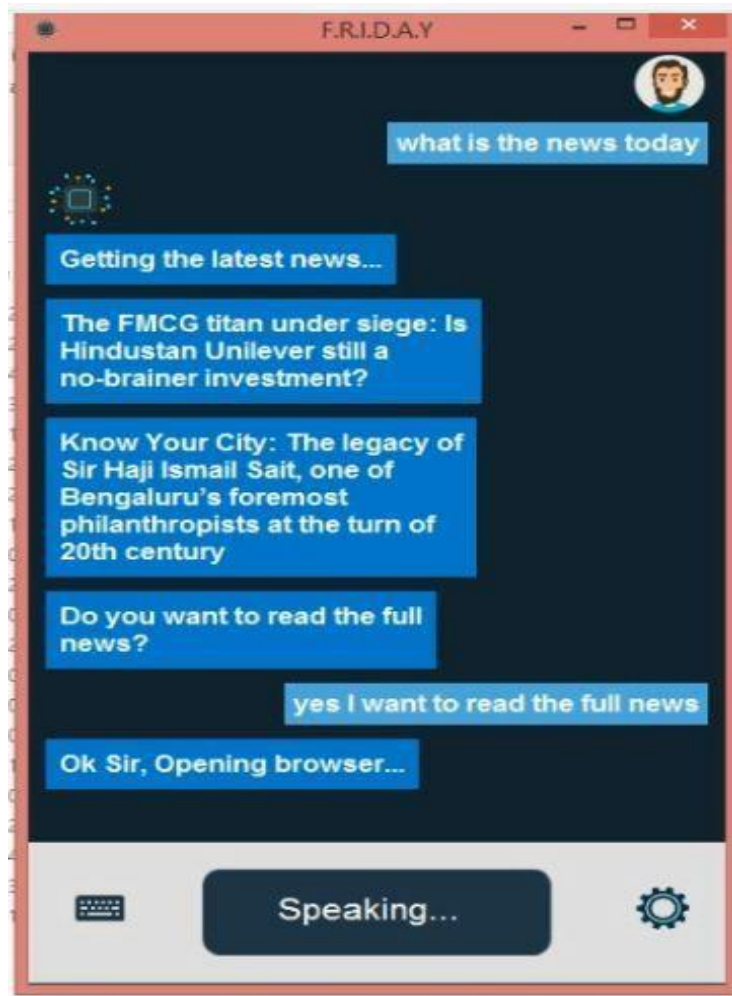 F.R.I.D.A.Y
what is the news today
Getting the latest news...
The FMCG titan under siege: Is
Hindustan Unilever still a
no-brainer investment?
Know Your City: The legacy of
Sir Haji Ismail Sait, one of
Bengaluru's foremost
philanthropists at the turn of
20th century
Do you want to read the full
news?
yes I want to read the full news
Ok Sir, Opening browser...
Speaking...